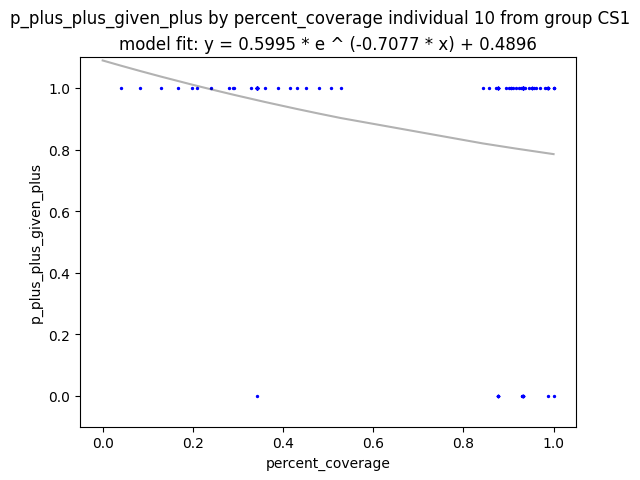 p_plus_plus_given_plus by percent_coverage individual 10 from group CS1
model fit: y = 0.5995 * e ^ (-0.7077 * x) + 0.4896
p_plus_plus_given_plus
1.0
0.8
0.6
0.4
0.2
0.0
0.0 0.2 0.4 0.6 0.8 1.0
percent_coverage